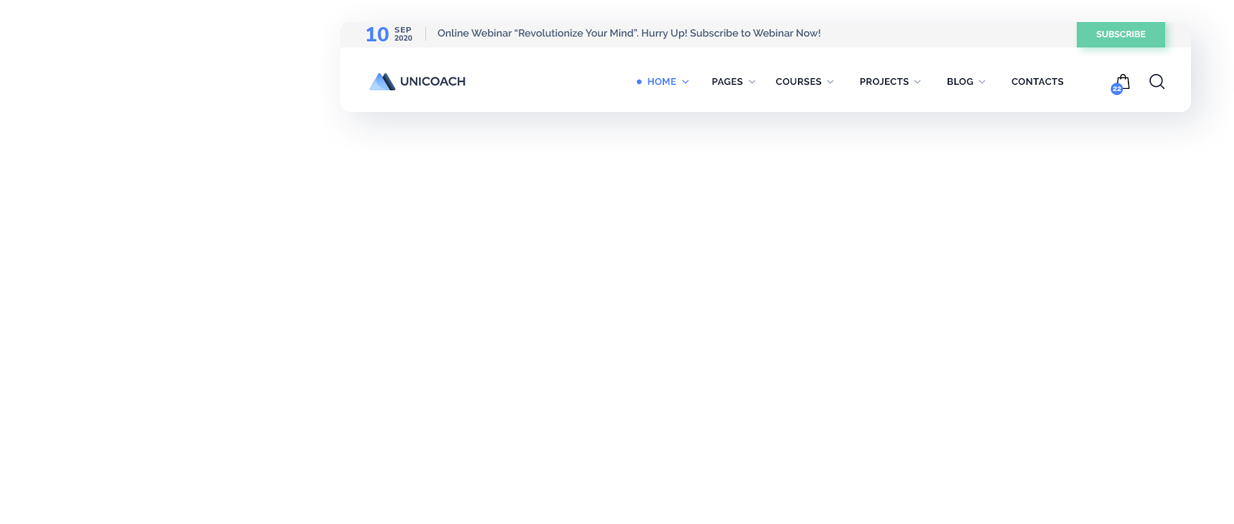 10 SEP 2020 Online Webinar “Revolutionize Your Mind”. Hurry Up! Subscribe to Webinar Now! SUBSCRIBE
UNICOACH HOME PAGES COURSES PROJECTS BLOG CONTACTS 22